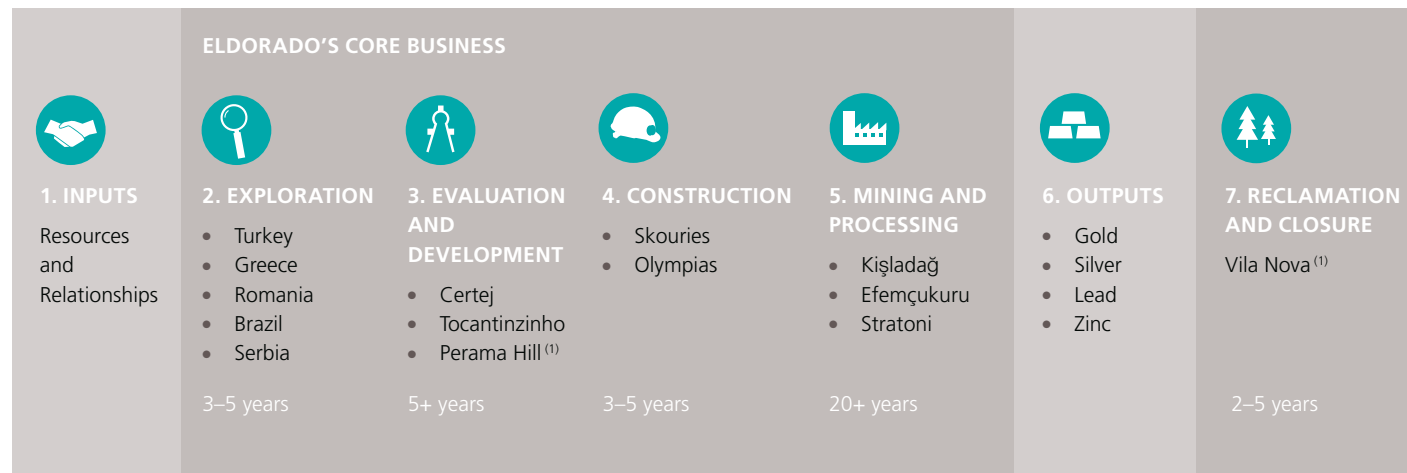 ELDORADO'S CORE BUSINESS
1. INPUTS
Resources
and
Relationships
2. EXPLORATION
• Turkey
• Greece
• Romania
• Brazil
• Serbia
3–5 years
3. EVALUATION
AND
DEVELOPMENT
• Certej
• Tocantinzinho
• Perama Hill (1)
5+ years
4. CONSTRUCTION
• Skouries
• Olympias
3–5 years
5. MINING AND
PROCESSING
• Kişladağ
• Efemçukuru
• Stratoni
20+ years
6. OUTPUTS
• Gold
• Silver
• Lead
• Zinc
7. RECLAMATION
AND CLOSURE
Vila Nova (1)
2–5 years